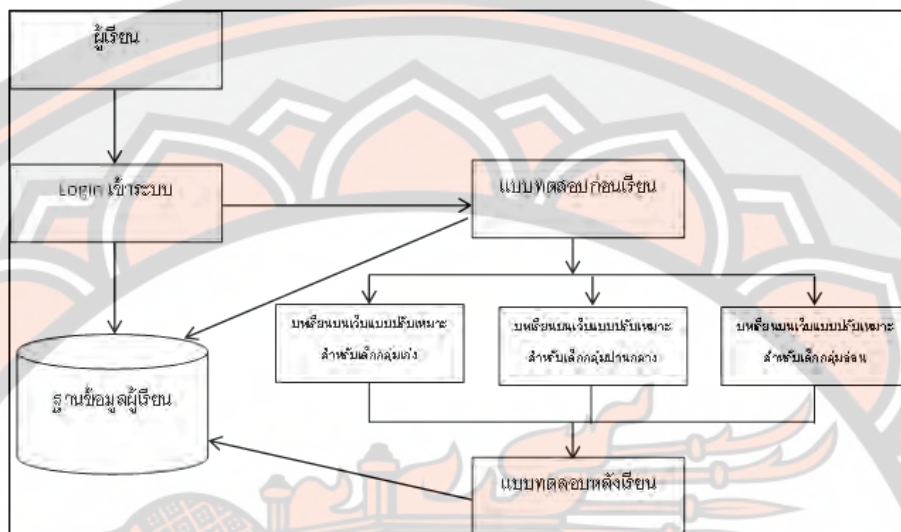 ผู้เรียน
Login เข้าระบบ
แบบทดสอบก่อนเรียน
บทเรียนบนเว็บแบบปรับเหมาะ
สำหรับเด็กกลุ่มเก่ง
บทเรียนบนเว็บแบบปรับเหมาะ
สำหรับเด็กกลุ่มปานกลาง
บทเรียนบนเว็บแบบปรับเหมาะ
สำหรับเด็กกลุ่มอ่อน
ฐานข้อมูลผู้เรียน
แบบทดสอบหลังเรียน